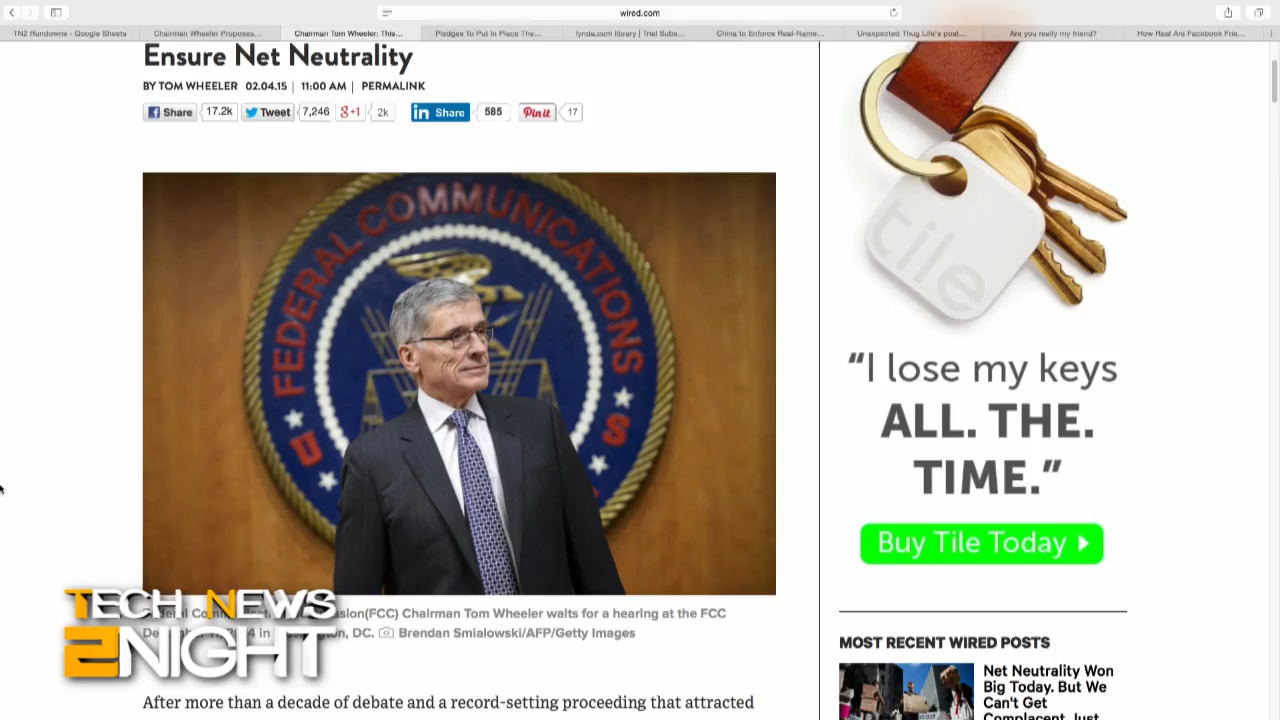 wired.com
TN2 Rundowns - Google Sheets
Chairman Wheeler Proposes...
Chairman Tom Wheeler: This...
Pledges To Put In Place The...
lynda.com library | Trial Subs...
China to Enforce Real-Name...
Unexpected Thug Life's post...
Are you really my friend?
How Real Are Facebook Frie...
Ensure Net Neutrality
BY TOM WHEELER 02.04.15 | 11:00 AM | PERMALINK
Share 17.2k Tweet 7,246 g+1 2k in Share 585 Pin it 17
FEDERAL COMMUNICATIONS
U S
(FCC) Chairman Tom Wheeler waits for a hearing at the FCC
DC. Brendan Smialowski/AFP/Getty Images
TECH NEWS
2NIGHT
After more than a decade of debate and a record-setting proceeding that attracted
tile
“I lose my keys
ALL. THE.
TIME.”
Buy Tile Today
MOST RECENT WIRED POSTS
Net Neutrality Won
Big Today. But We
Can't Get
Complacent Just